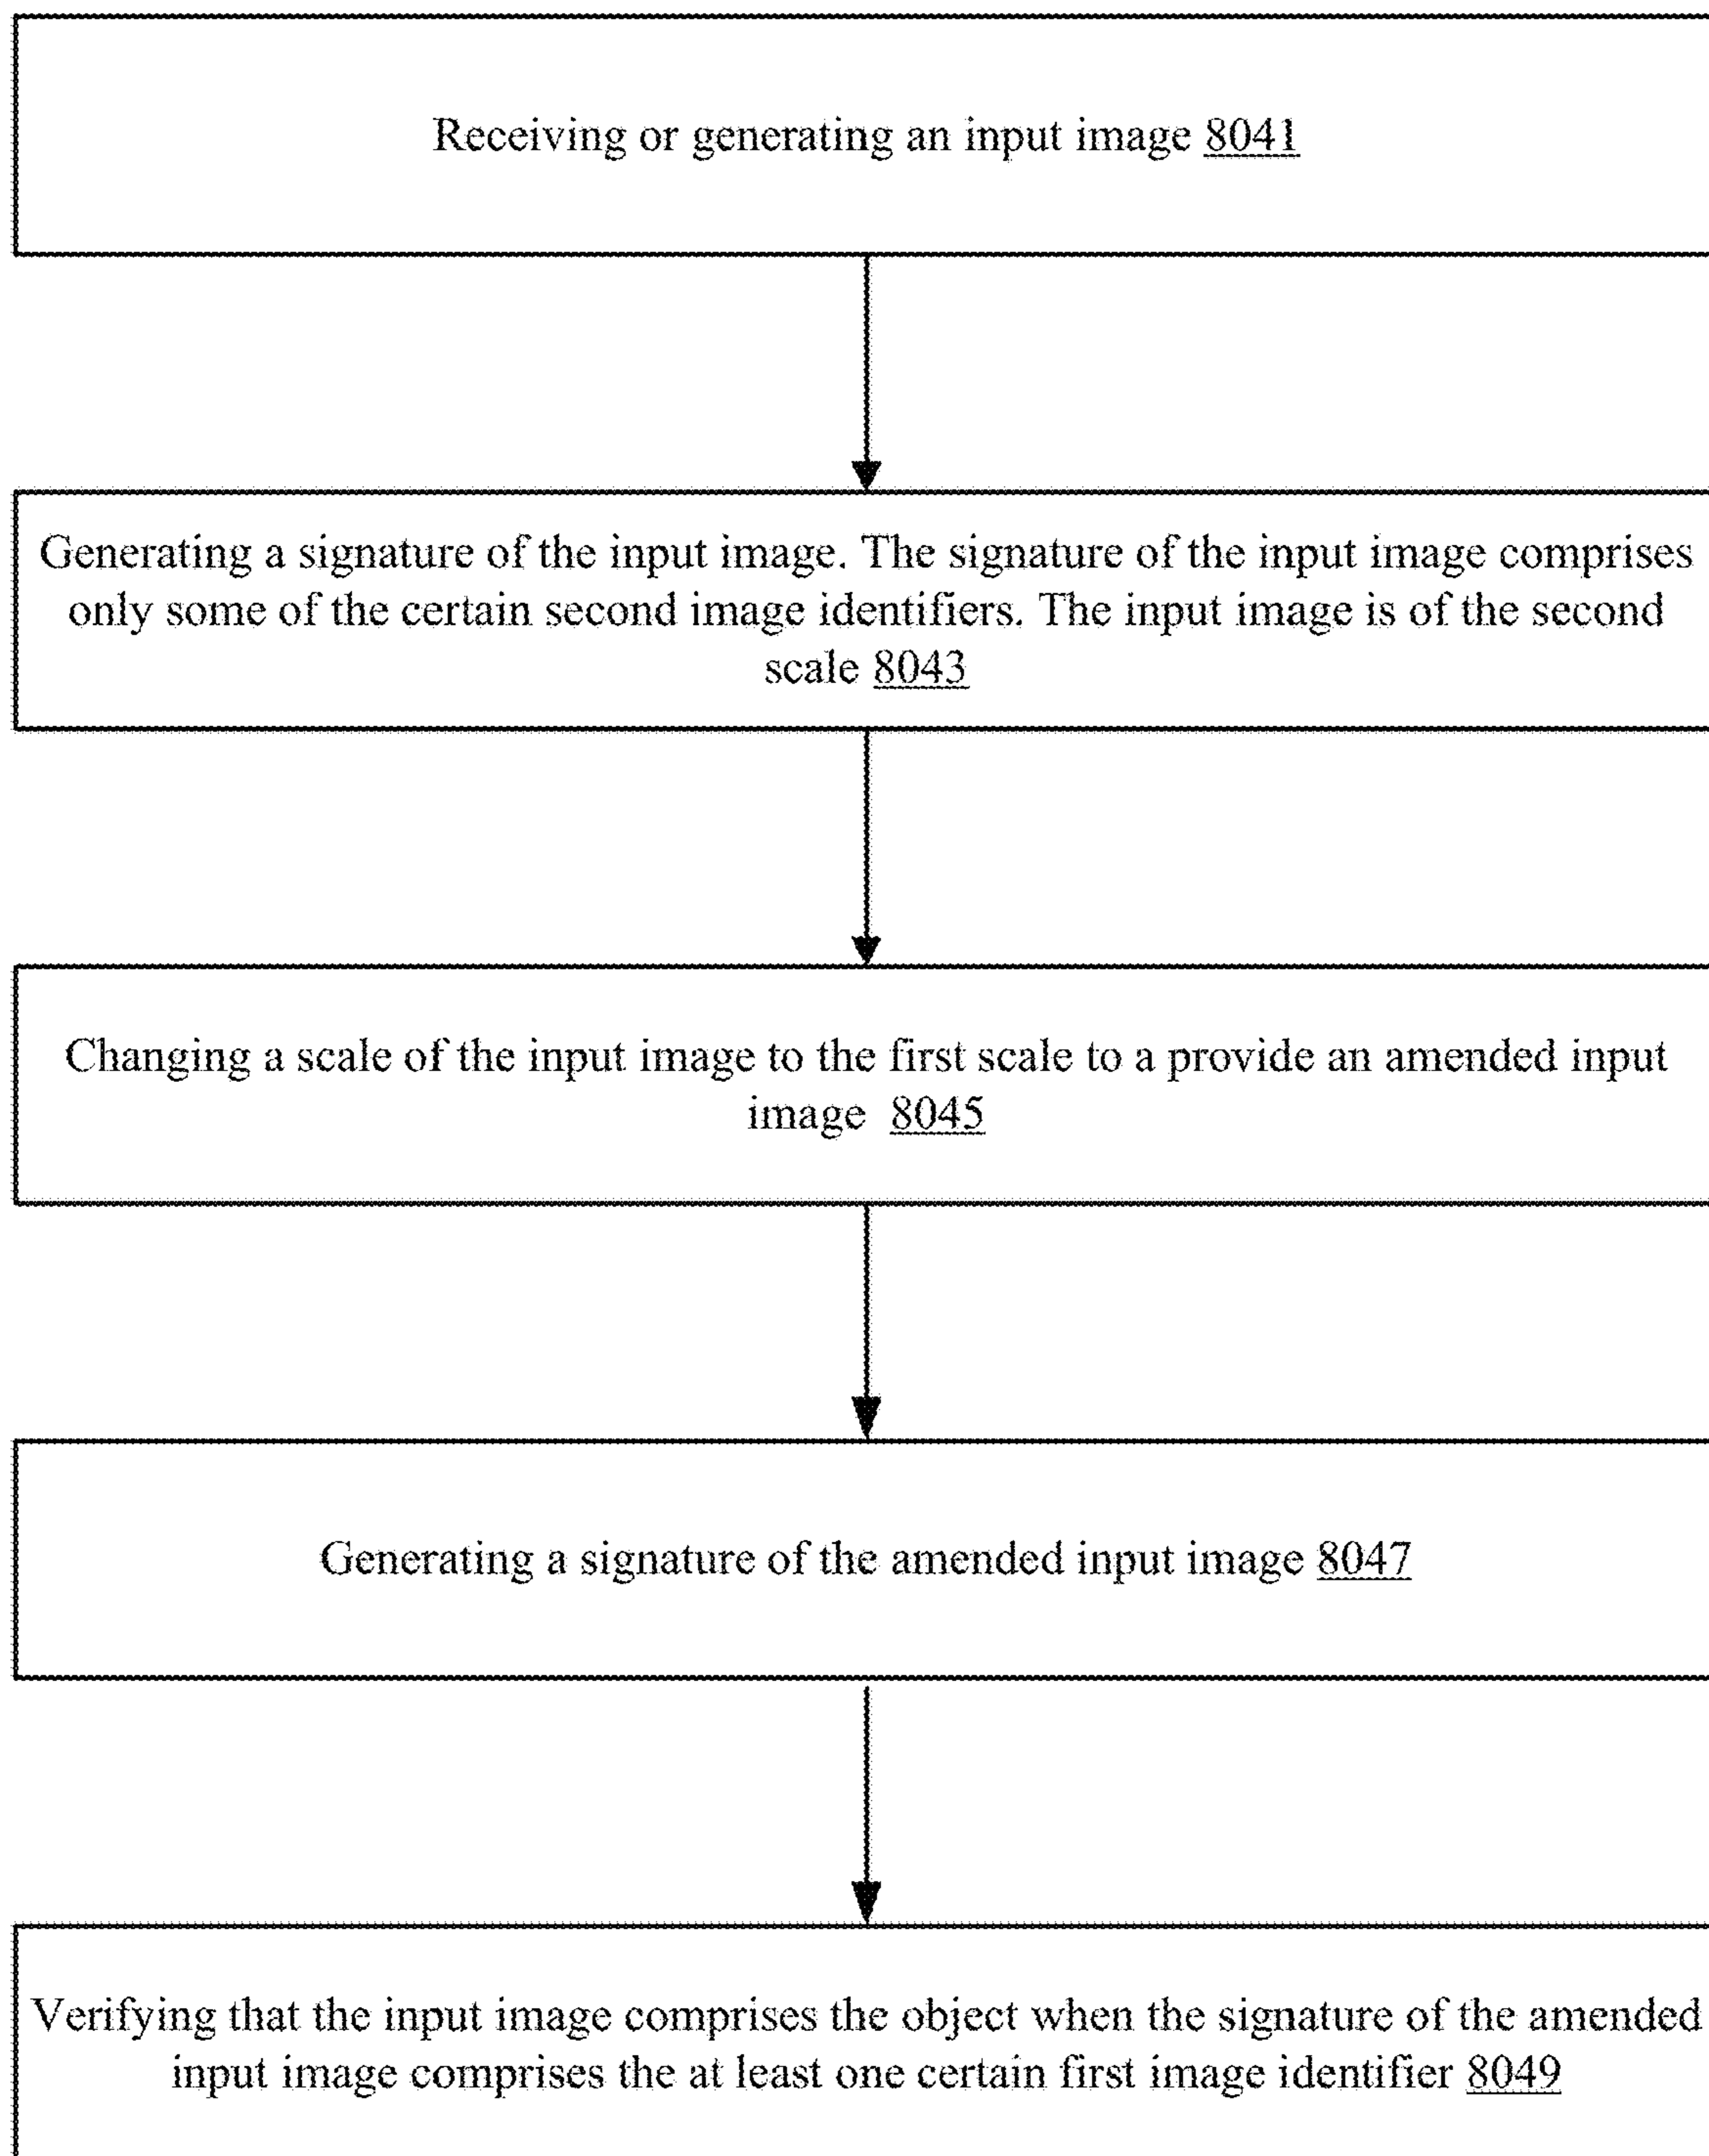 Receiving or generating an input image 8041
Generating a signature of the input image. The signature of the input image comprises
only some of the certain second image identifiers. The input image is of the second
scale 8043
Changing a scale of the input image to the first scale to a provide an amended input
image 8045
Generating a signature of the amended input image 8047
Verifying that the input image comprises the object when the signature of the amended
input image comprises the at least one certain first image identifier 8049